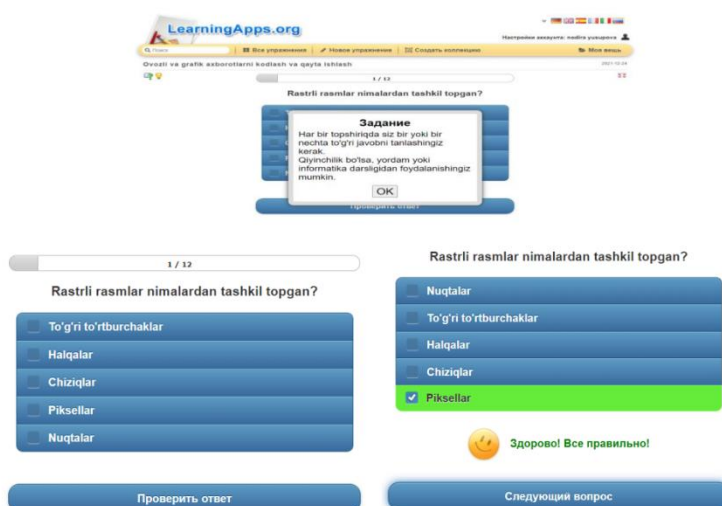 LearningApps.org
Настройки аккаунта: nadira yusupova
Поиск
Все упражнения
Новое упражнение
Создать коллекцию
Мои вещь
Ovozli va grafik axborotlarni kodlash va qayta ishlash
2021-12-24
1 / 12
Rastrli rasmlar nimalardan tashkil topgan?
Задание
Har bir topshiriqda siz bir yoki bir
nechta to'g'ri javobni tanlashingiz
kerak.
Qiyinchilik bo'lsa, yordam yoki
informatika darsligidan foydalanishingiz
mumkin.
OK
Проверить ответ
1 / 12
Rastrli rasmlar nimalardan tashkil topgan?
To'g'ri to'rtburchaklar
Halqalar
Chiziqlar
Piksellar
Nuqtalar
Проверить ответ
Rastrli rasmlar nimalardan tashkil topgan?
Nuqtalar
To'g'ri to'rtburchaklar
Halqalar
Chiziqlar
Piksellar
Здорово! Все правильно!
Следующий вопрос